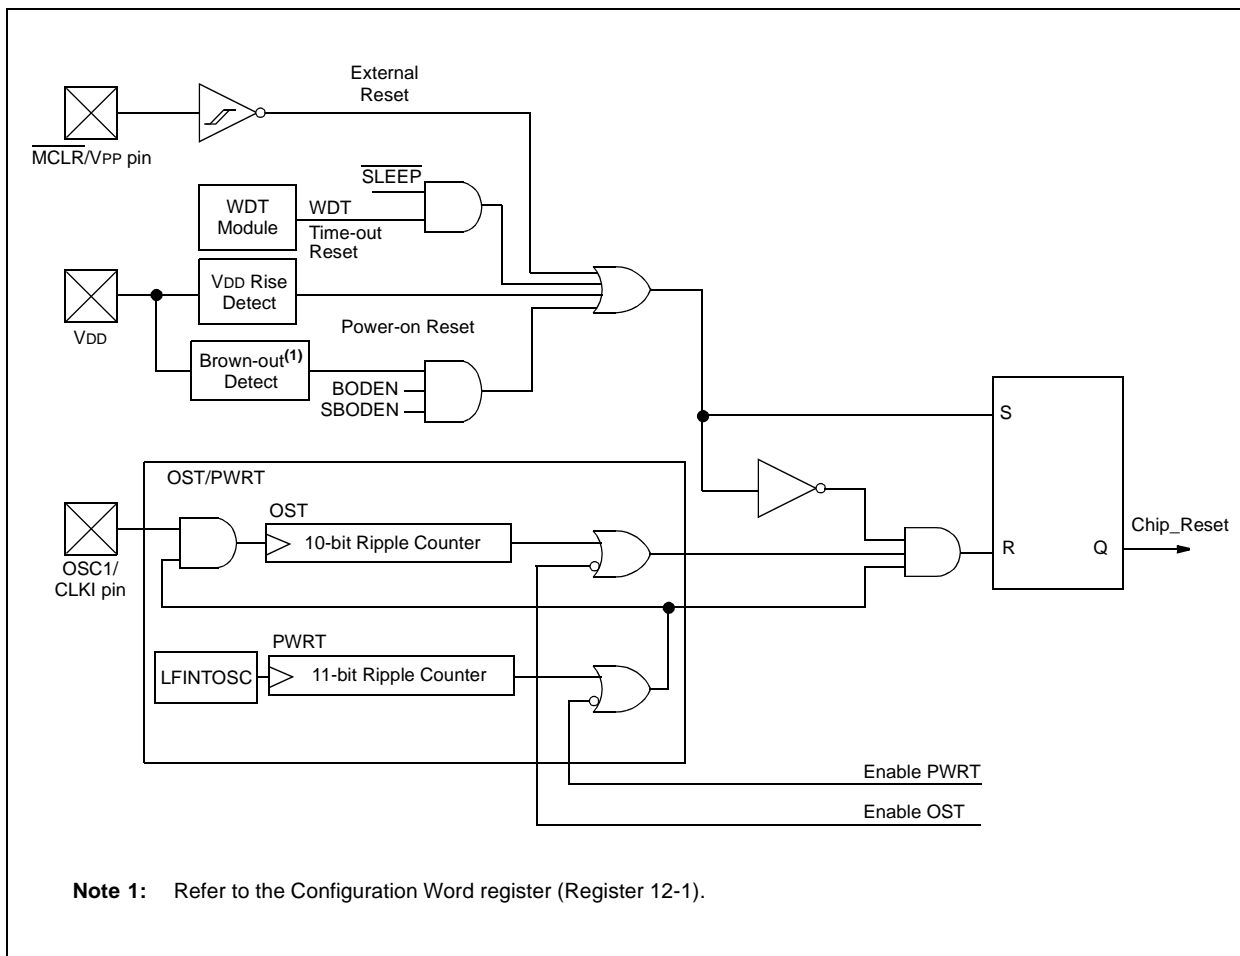 External
Reset
MCLR/VPP pin
SLEEP
WDT
Module
WDT
Time-out
Reset
VDD Rise
Detect
VDD
Power-on Reset
Brown-out(1)
Detect
BODEN
SBODEN
S
OST/PWRT
OST
10-bit Ripple Counter
OSC1/
CLKI pin
Chip_Reset
R
Q
PWRT
LFINTOSC
11-bit Ripple Counter
Enable PWRT
Enable OST
Note 1: Refer to the Configuration Word register (Register 12-1).